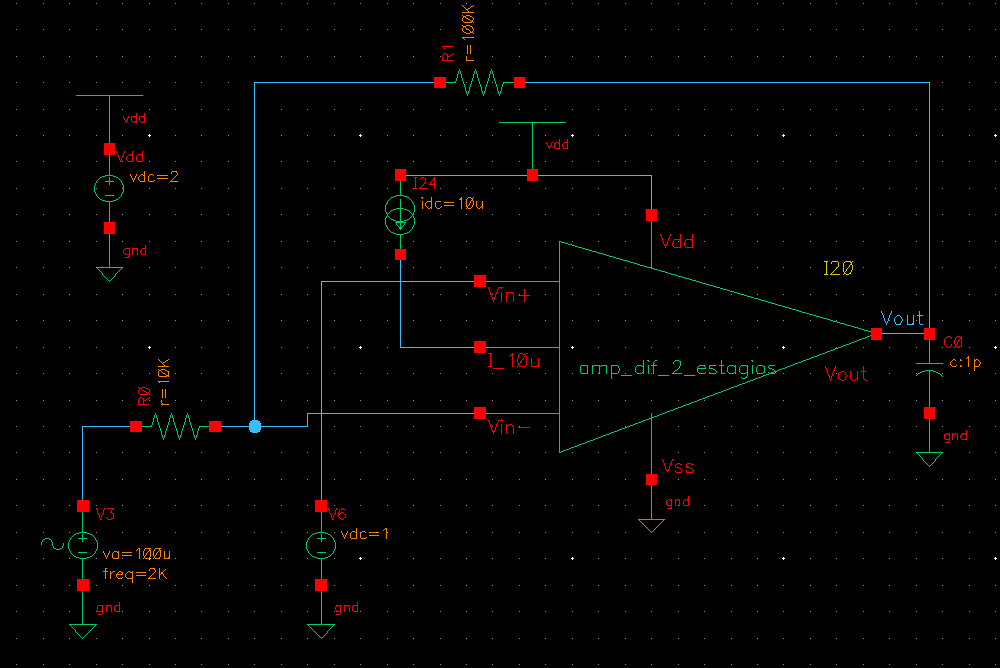 R1
r=100K
vdd
Vdd
vdc=2
gnd
vdd
I24
idc=10u
Vdd
I20
Vin+
Vout
C0
c:1p
I_10u
amp_dif_2_estagios
Vout
R0
r=10K
Vin-
gnd
Vss
gnd
V3
va=100u
freq=2K
gnd
V6
vdc=1
gnd